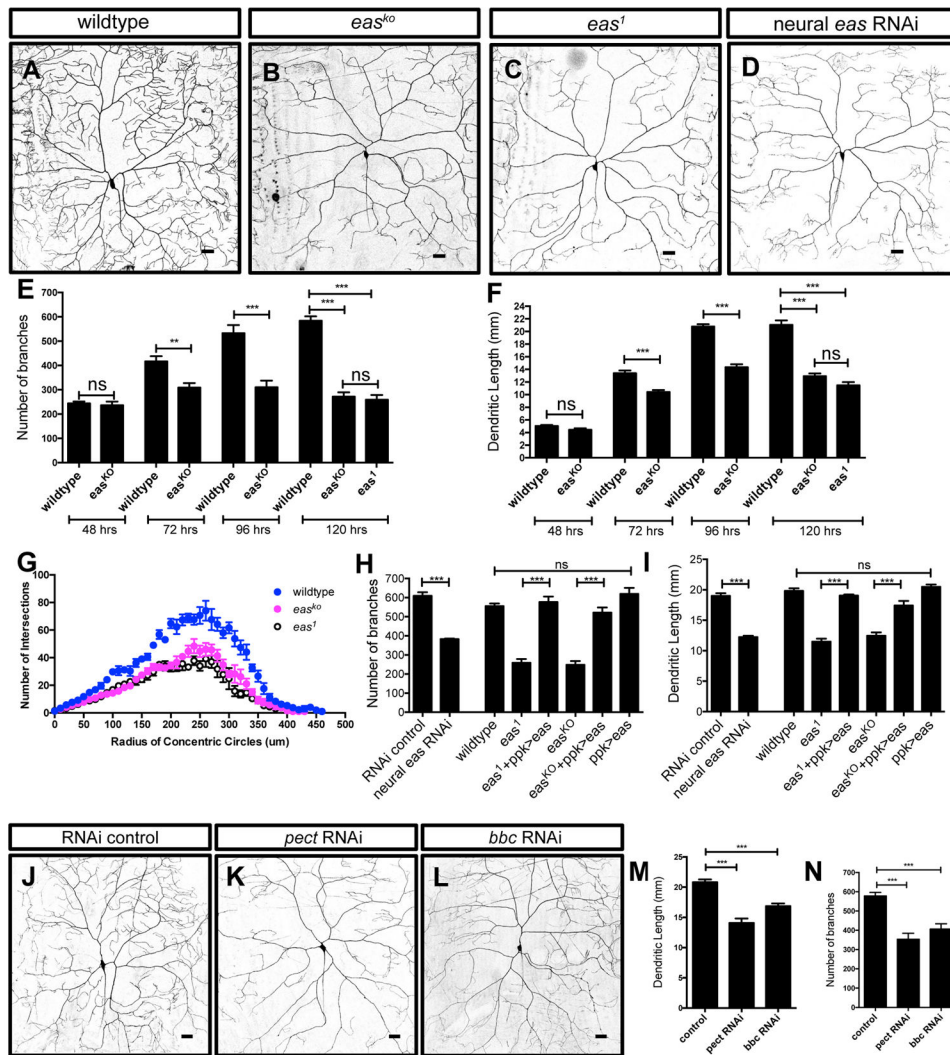 wildtype
eas^ko
eas^1
neural eas RNAi
A
B
C
D
E
700
600
500
400
300
200
100
0
Number of branches
ns
**
***
***
***
ns
wildtype
eas^KO
wildtype
eas^KO
wildtype
eas^KO
wildtype
eas^KO
eas^1
48 hrs
72 hrs
96 hrs
120 hrs
F
24
22
20
18
16
14
12
10
8
6
4
2
0
Dendritic Length (mm)
ns
***
***
***
***
ns
wildtype
eas^KO
wildtype
eas^KO
wildtype
eas^KO
wildtype
eas^KO
eas^1
48 hrs
72 hrs
96 hrs
120 hrs
G
100
80
60
40
20
0
Number of Intersections
wildtype
eas^ko
eas^1
0 50 100 150 200 250 300 350 400 450 500
Radius of Concentric Circles (um)
H
700
600
500
400
300
200
100
0
Number of branches
***
ns
***
***
RNAi control
neural eas RNAi
wildtype
eas^1
eas^1+ppk>eas
eas^KO
eas^KO+ppk>eas
ppk>eas
I
25
20
15
10
5
0
Dendritic Length (mm)
***
ns
***
***
RNAi control
neural eas RNAi
wildtype
eas^1
eas^1+ppk>eas
eas^KO
eas^KO+ppk>eas
ppk>eas
RNAi control
pect RNAi
bbc RNAi
J
K
L
M
25
20
15
10
5
0
Dendritic Length (mm)
***
***
control
pect RNAi
bbc RNAi
N
700
600
500
400
300
200
100
0
Number of branches
***
***
control
pect RNAi
bbc RNAi